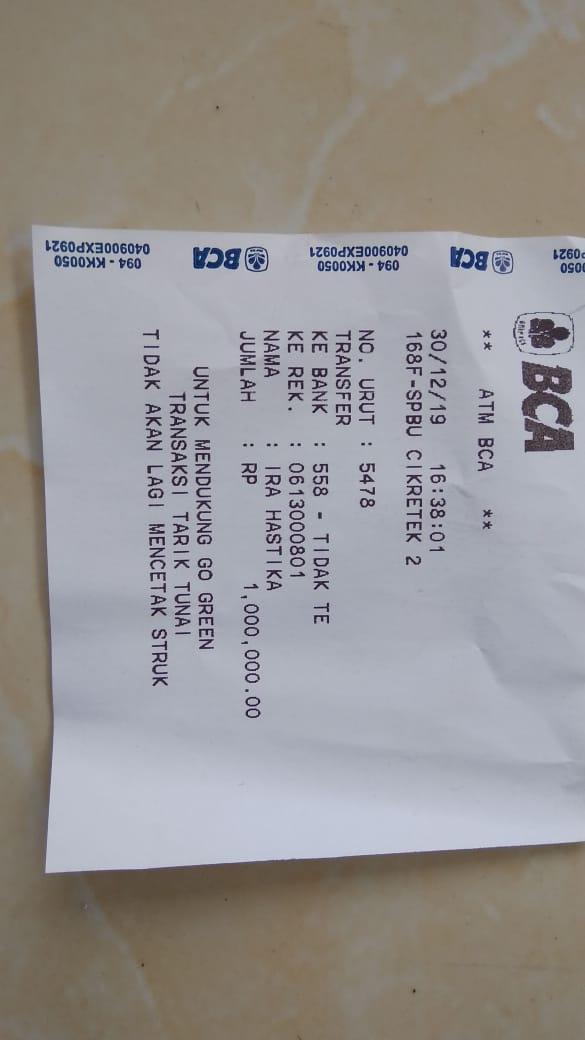 BCA
** ATM BCA **
30/12/19 16:38:01
168F-SPBU CIKRETEK 2
NO. URUT : 5478
TRANSFER
KE BANK : 558 - TIDAK TE
KE REK. : 0613000801
NAMA : IRA HASTIKA
JUMLAH : RP 1,000,000.00
UNTUK MENDUKUNG GO GREEN
TRANSAKSI TARIK TUNAI
TIDAK AKAN LAGI MENCETAK STRUK
094 - KK0050
040900EXP0921
BCA
094 - KK0050
040900EXP0921
BCA
0050
P0921